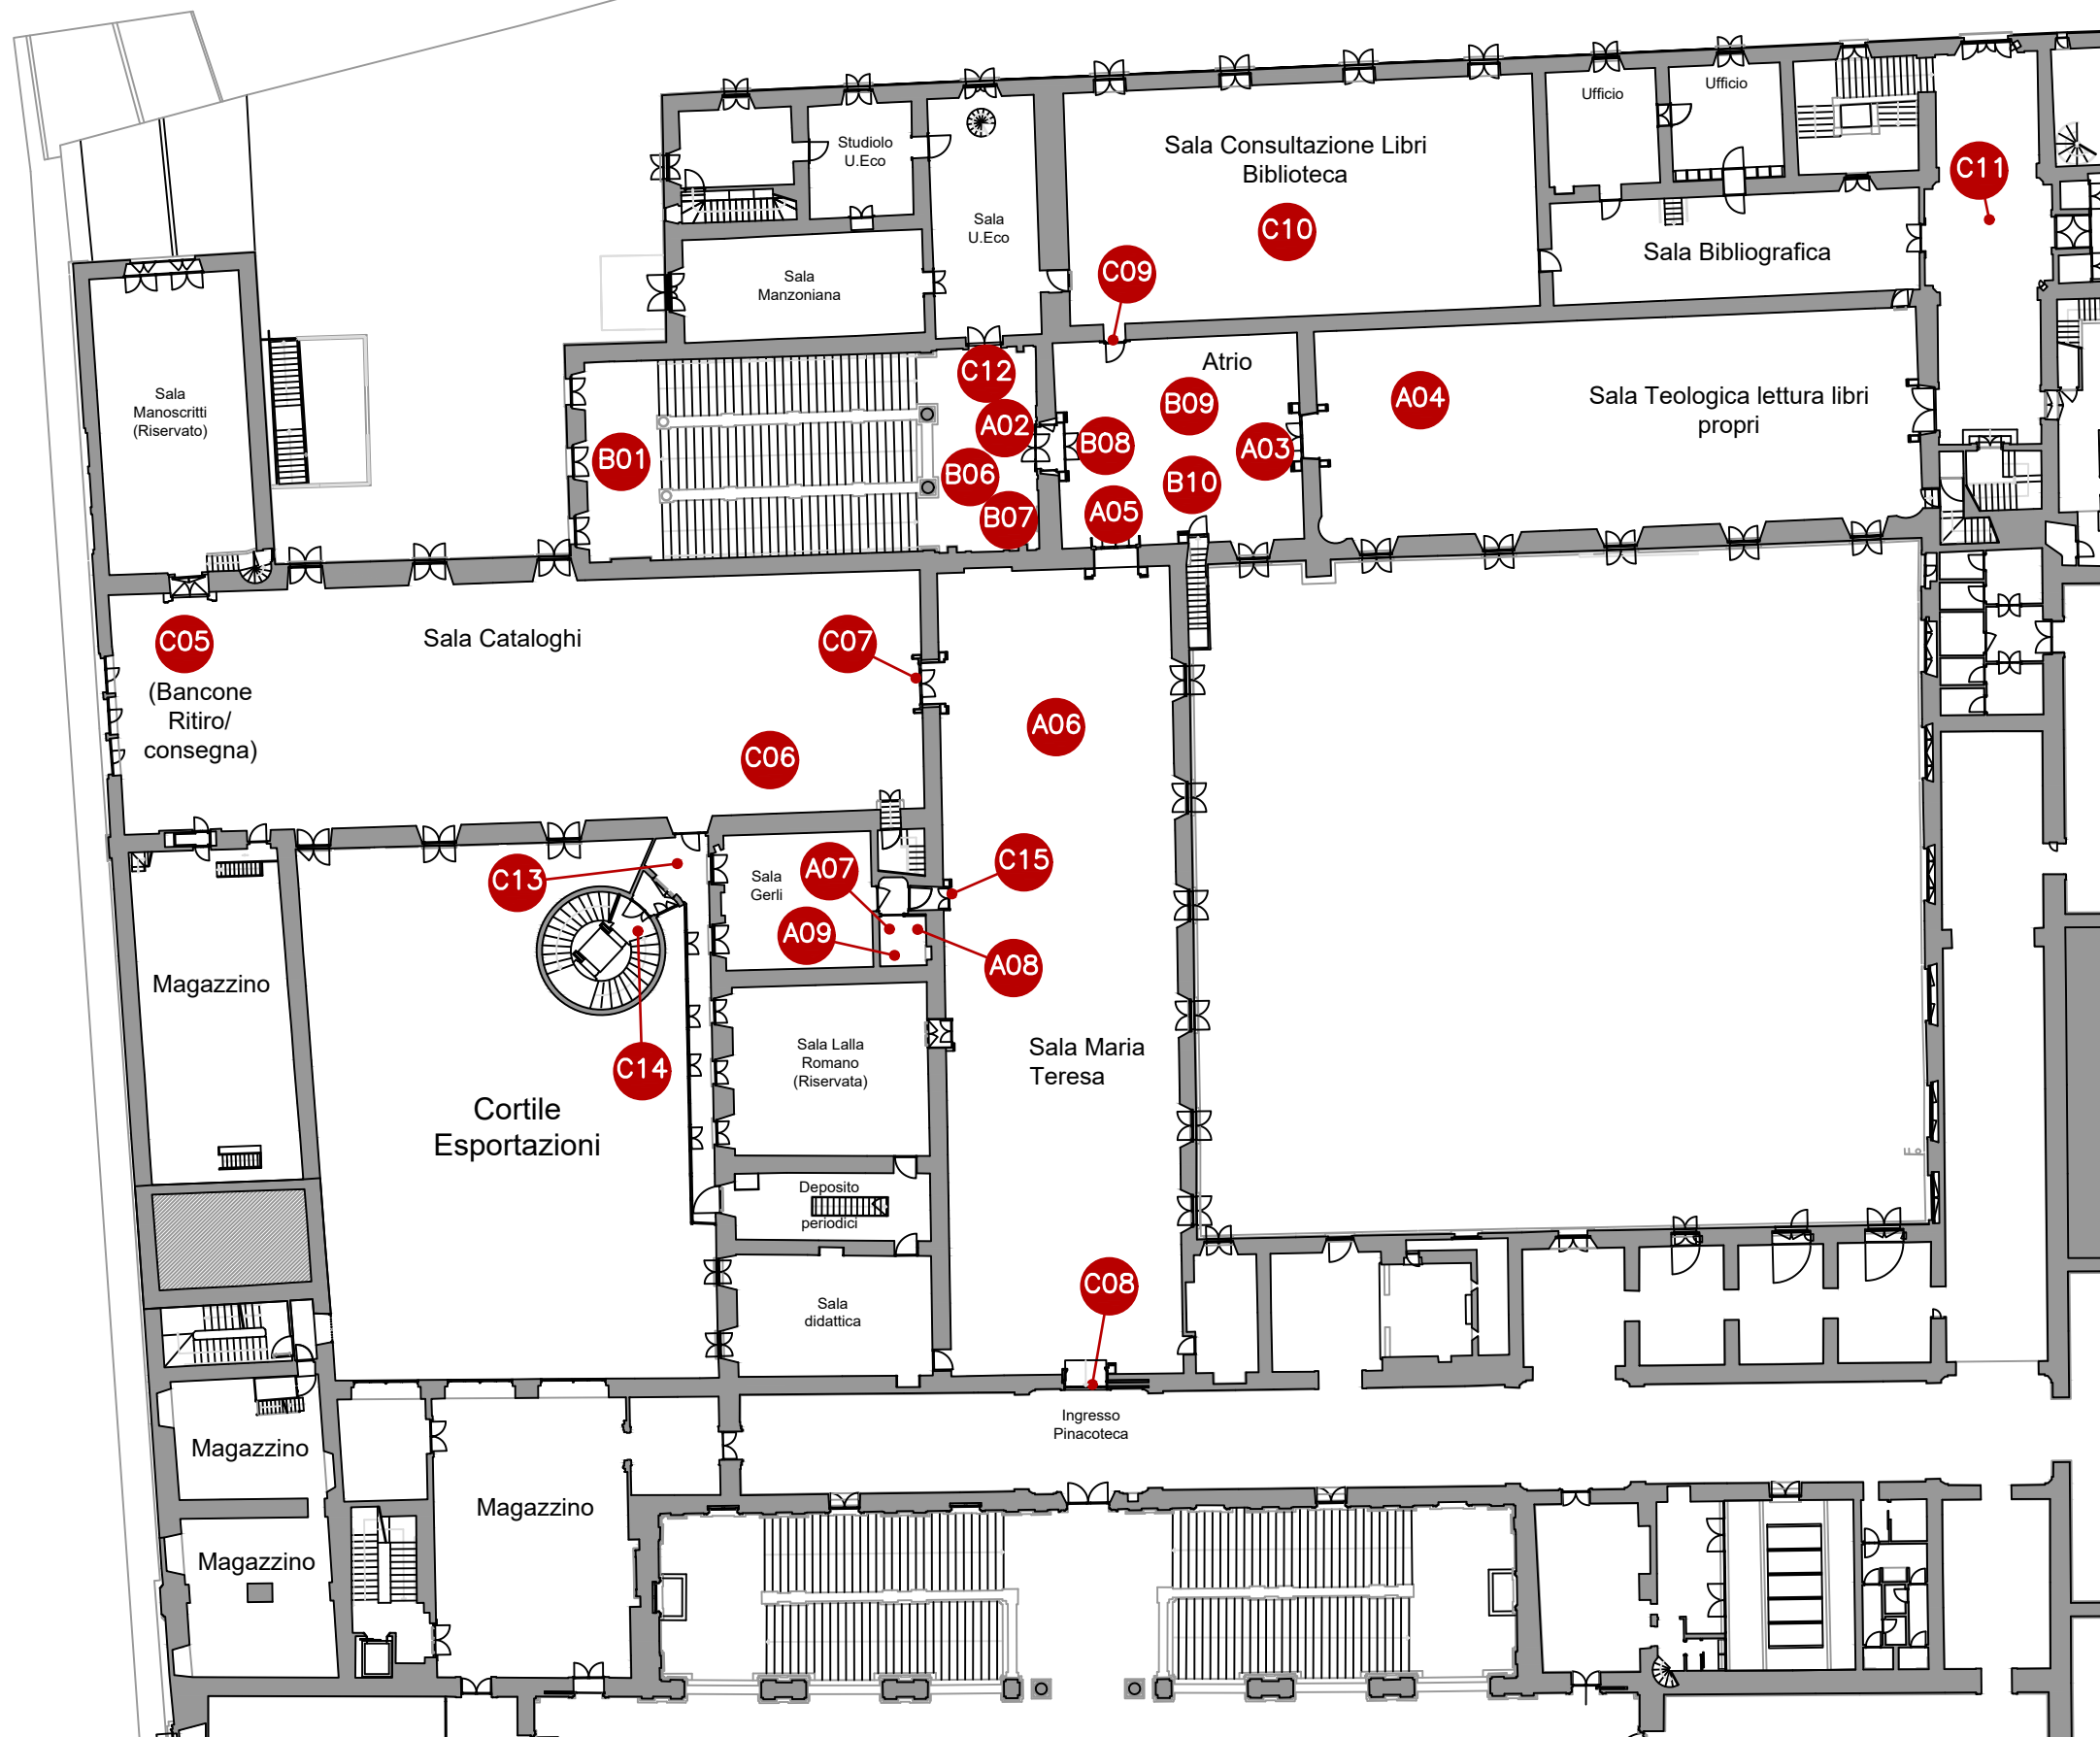 Ufficio
Ufficio
Studiolo
U.Eco
Sala Consultazione Libri
Biblioteca
C11
C10
Sala
U.Eco
Sala Bibliografica
C09
Sala
Manzoniana
Atrio
C12
Sala
Manoscritti
(Riservato)
A04
Sala Teologica lettura libri
propri
B09
A02
B08
A03
B01
B06
B10
B07
A05
C05
Sala Cataloghi
C07
(Bancone
Ritiro/
consegna)
A06
C06
C15
C13
Sala
Gerli
A07
A09
A08
Magazzino
C14
Sala Lalla
Romano
(Riservata)
Sala Maria
Teresa
Cortile
Esportazioni
Deposito
periodici
C08
Sala
didattica
Ingresso
Pinacoteca
Magazzino
Magazzino
Magazzino